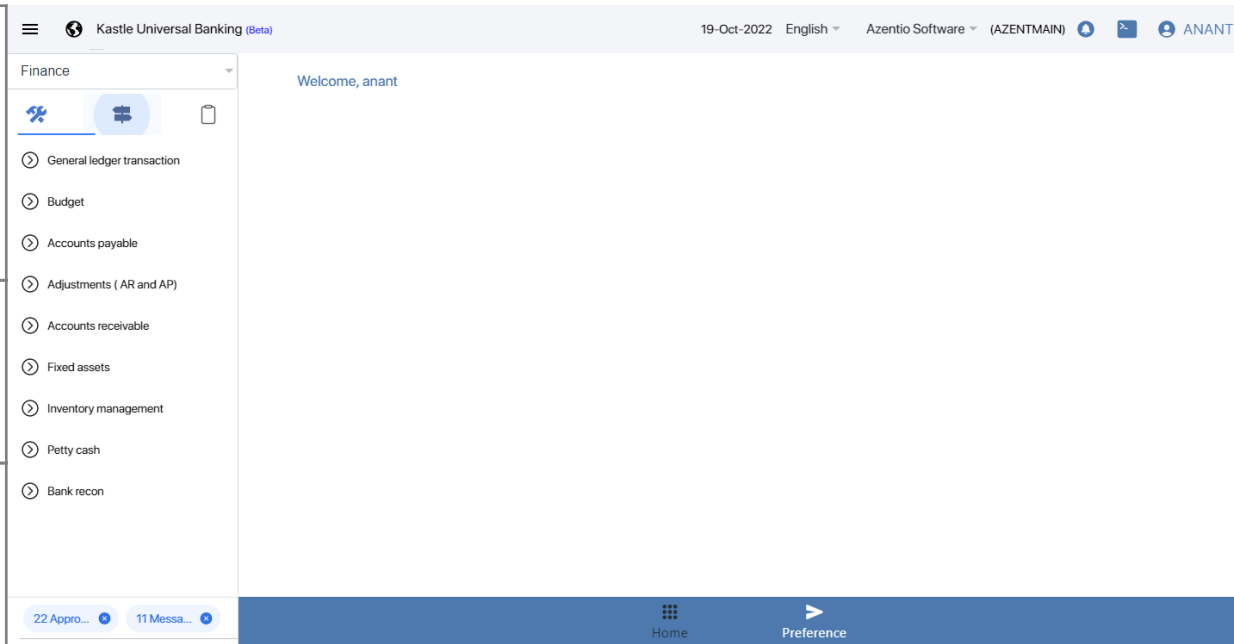 Kastle Universal Banking (Beta)
19-Oct-2022 English Azentio Software (AZENTMAIN) ANANT
Finance
Welcome, anant
General ledger transaction
Budget
Accounts payable
Adjustments ( AR and AP)
Accounts receivable
Fixed assets
Inventory management
Petty cash
Bank recon
22 Appro... 11 Messa...
Home Preference